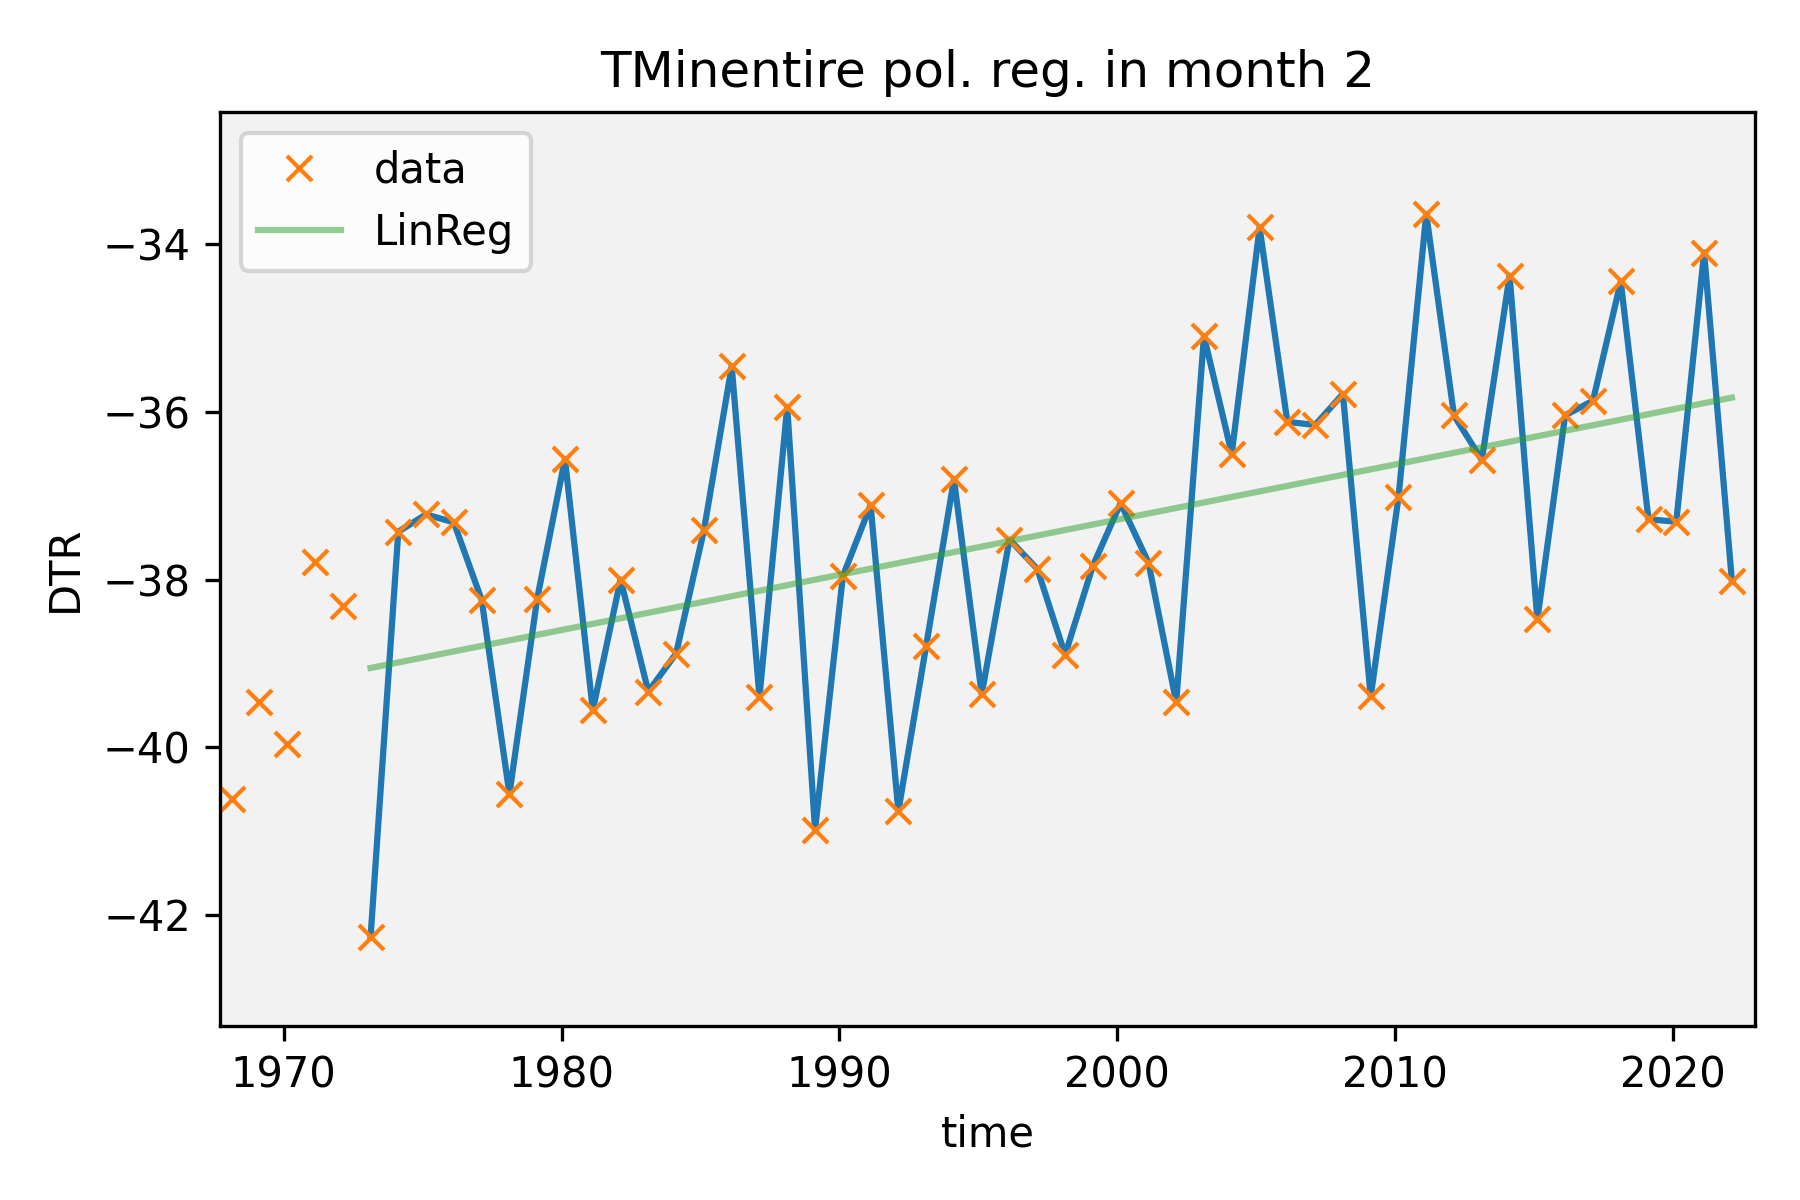 TMinentire pol. reg. in month 2
data
LinReg
−34
−36
−38
−40
−42
DTR
1970
1980
1990
2000
2010
2020
time